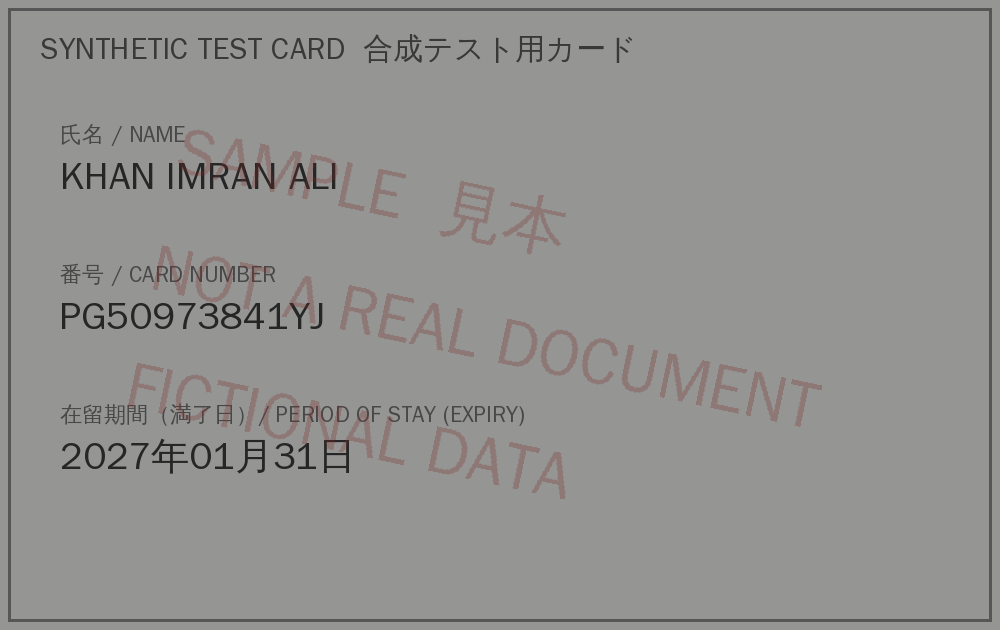 SYNTHETIC TEST CARD 合成テスト用カード
氏名 / NAME
KHAN IMRAN ALI
SAMPLE 見本
番号 / CARD NUMBER
PG50973841YJ
NOT A REAL DOCUMENT
在留期間（満了日）/ PERIOD OF STAY (EXPIRY)
2027年01月31日
FICTIONAL DATA